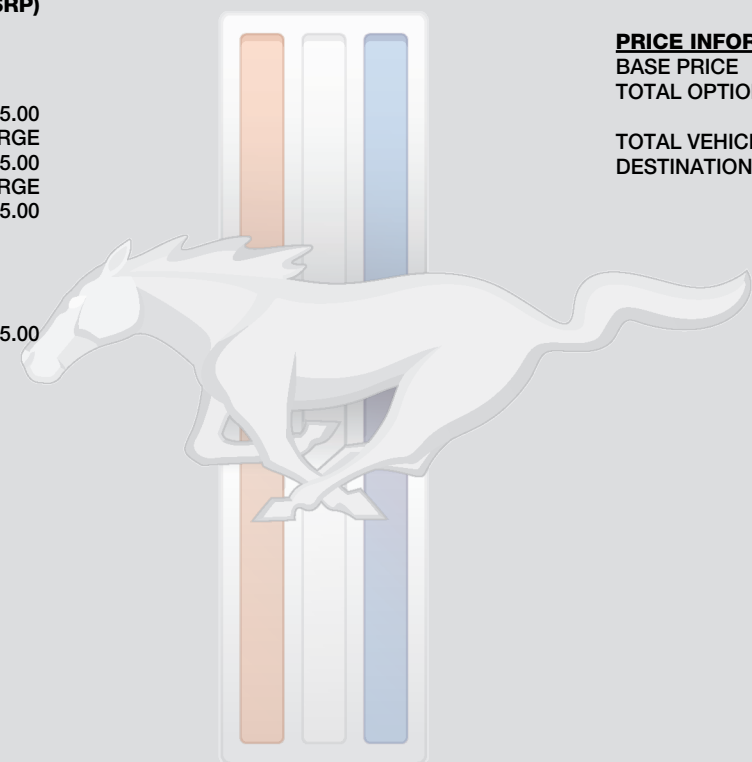 SRP)
5.00
RGE
5.00
RGE
5.00
5.00
PRICE INFOR
BASE PRICE
TOTAL OPTIO
TOTAL VEHIC
DESTINATION